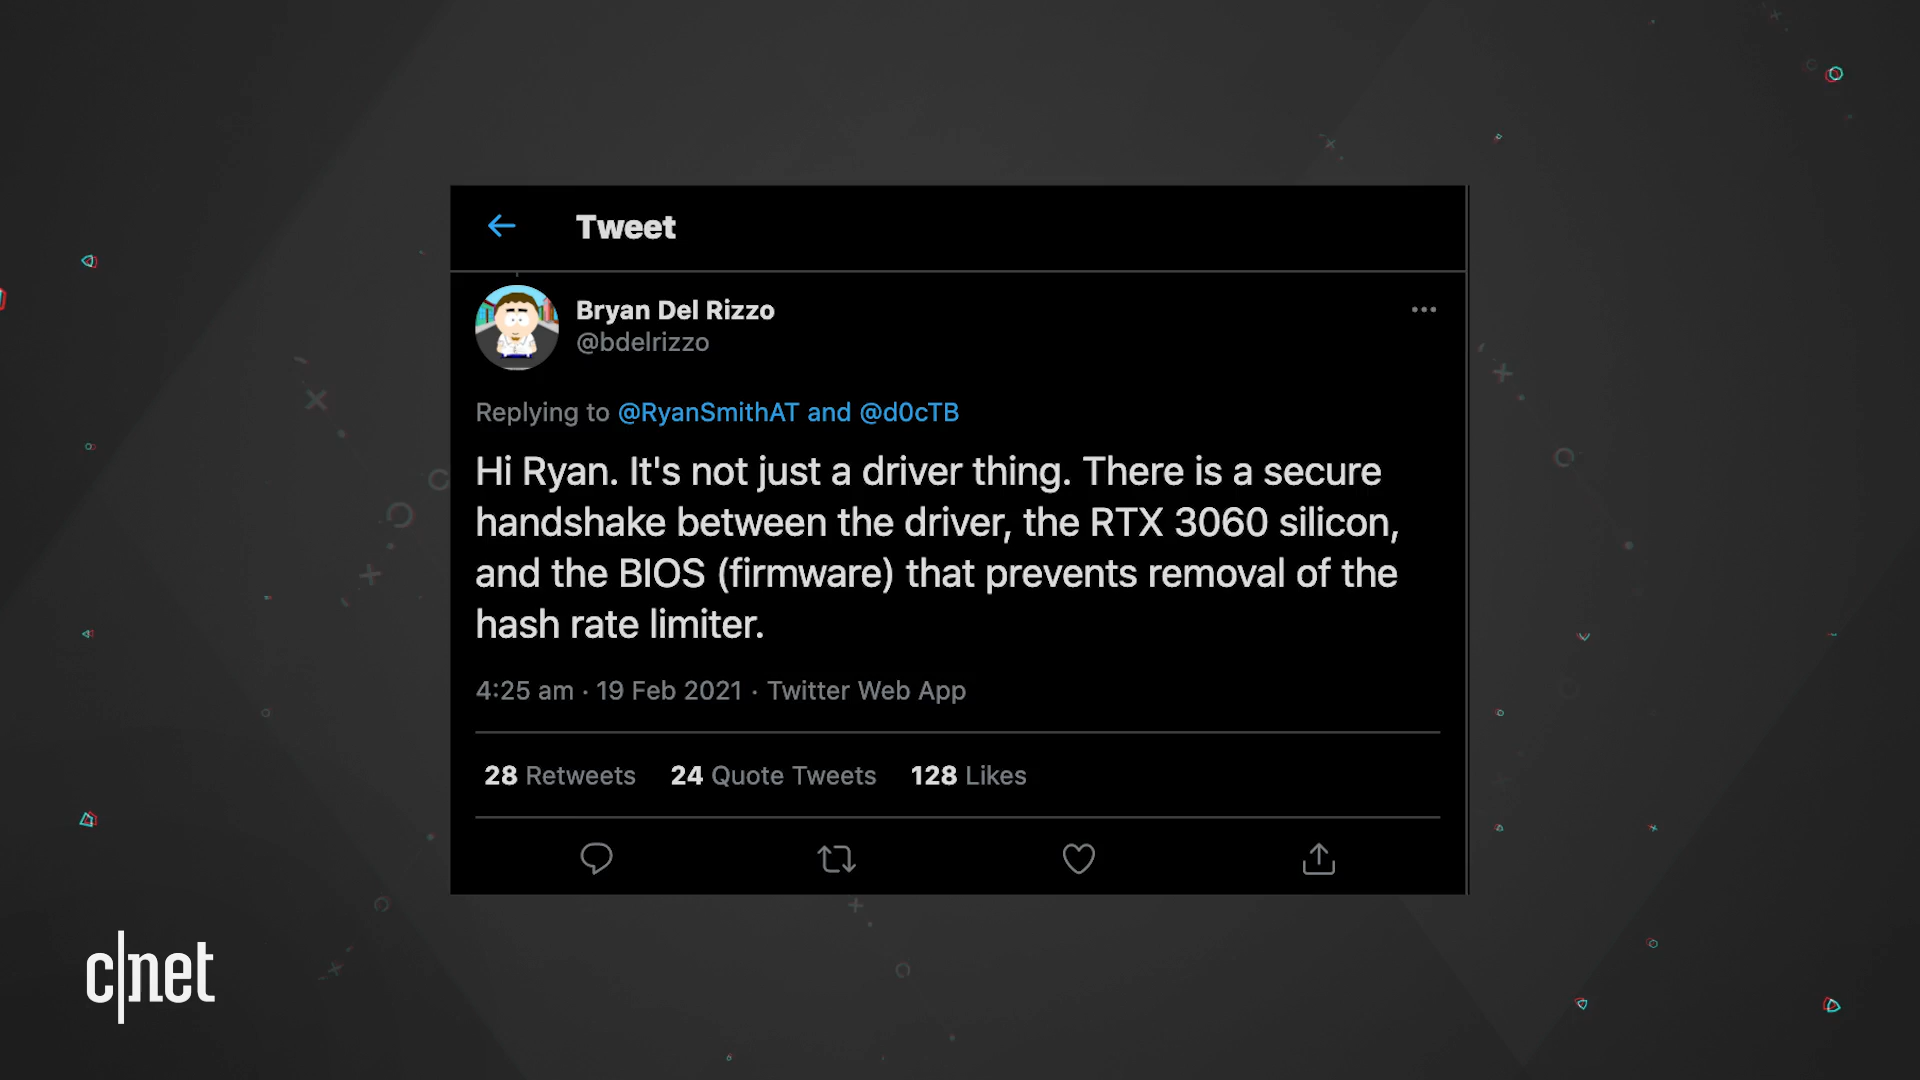 Tweet
Bryan Del Rizzo
@bdelrizzo
Replying to @RyanSmithAT and @d0cTB
Hi Ryan. It's not just a driver thing. There is a secure
handshake between the driver, the RTX 3060 silicon,
and the BIOS (firmware) that prevents removal of the
hash rate limiter.
4:25 am · 19 Feb 2021 · Twitter Web App
28 Retweets 24 Quote Tweets 128 Likes
c|net